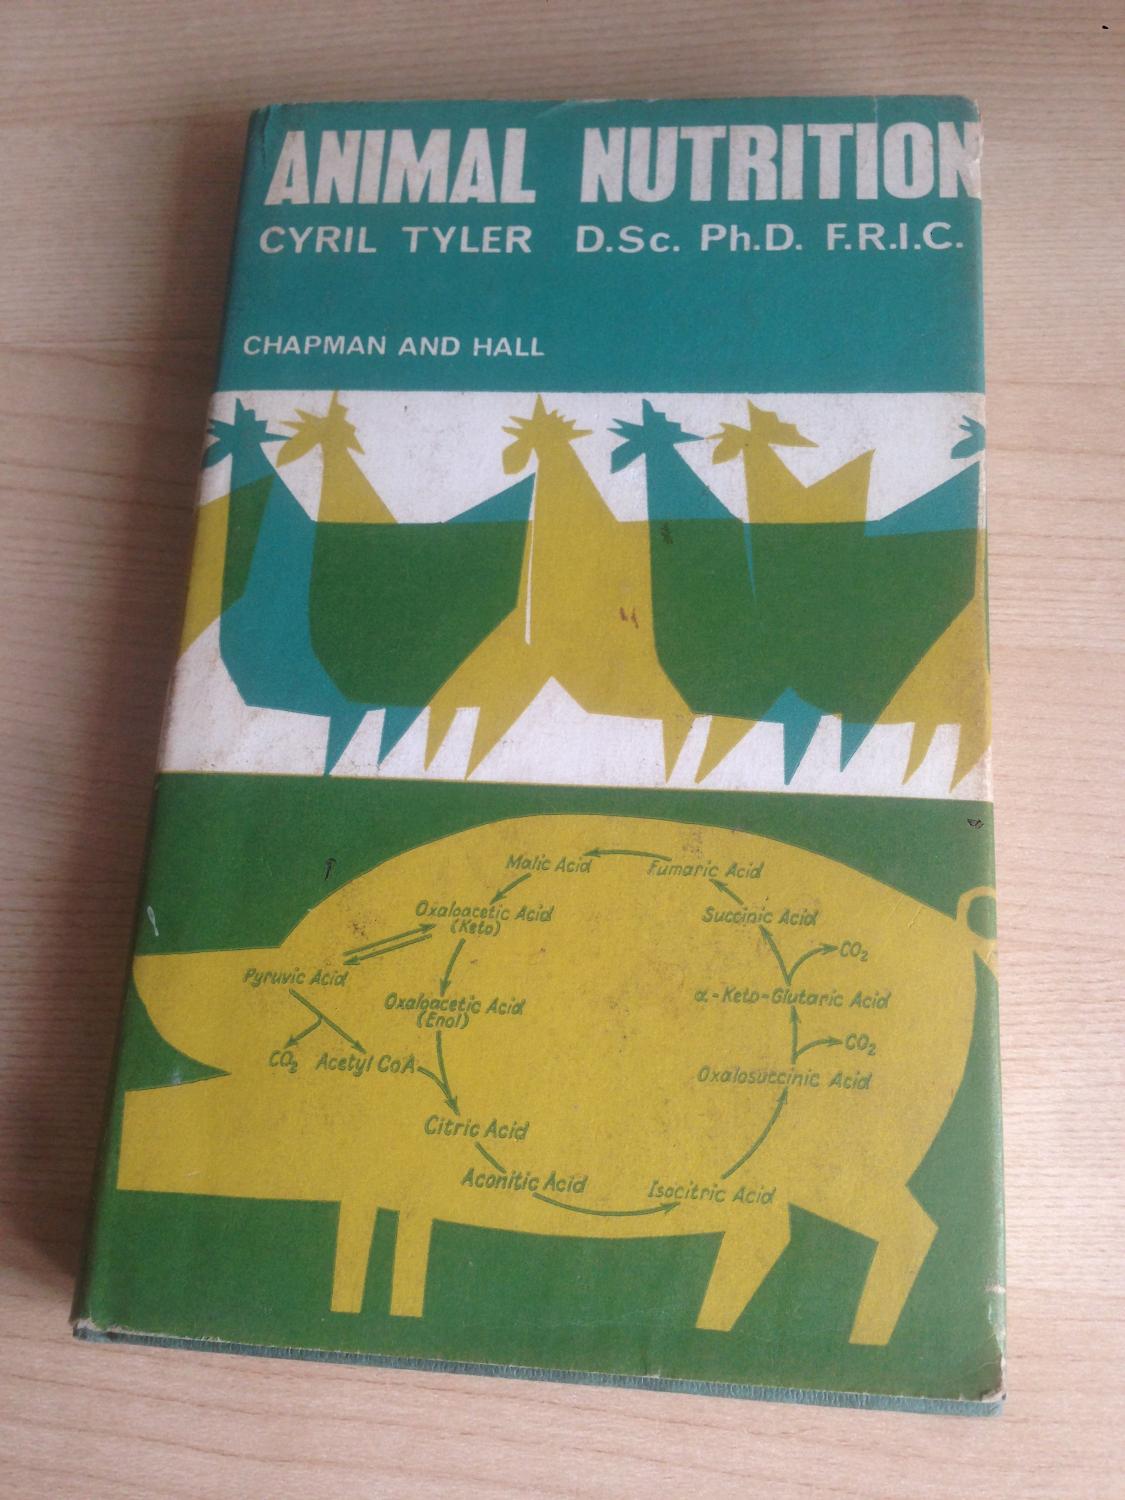 ANIMAL NUTRITION
CYRIL TYLER D.Sc. Ph.D. F.R.I.C.
CHAPMAN AND HALL
Malic Acid
Fumaric Acid
Oxaloacetic Acid
(Keto)
Succinic Acid
CO2
Pyruvic Acid
α-Keto-Glutaric Acid
Oxaloacetic Acid
(Enol)
CO2
CO2
Acetyl CoA
Oxalosuccinic Acid
Citric Acid
Aconitic Acid
Isocitric Acid